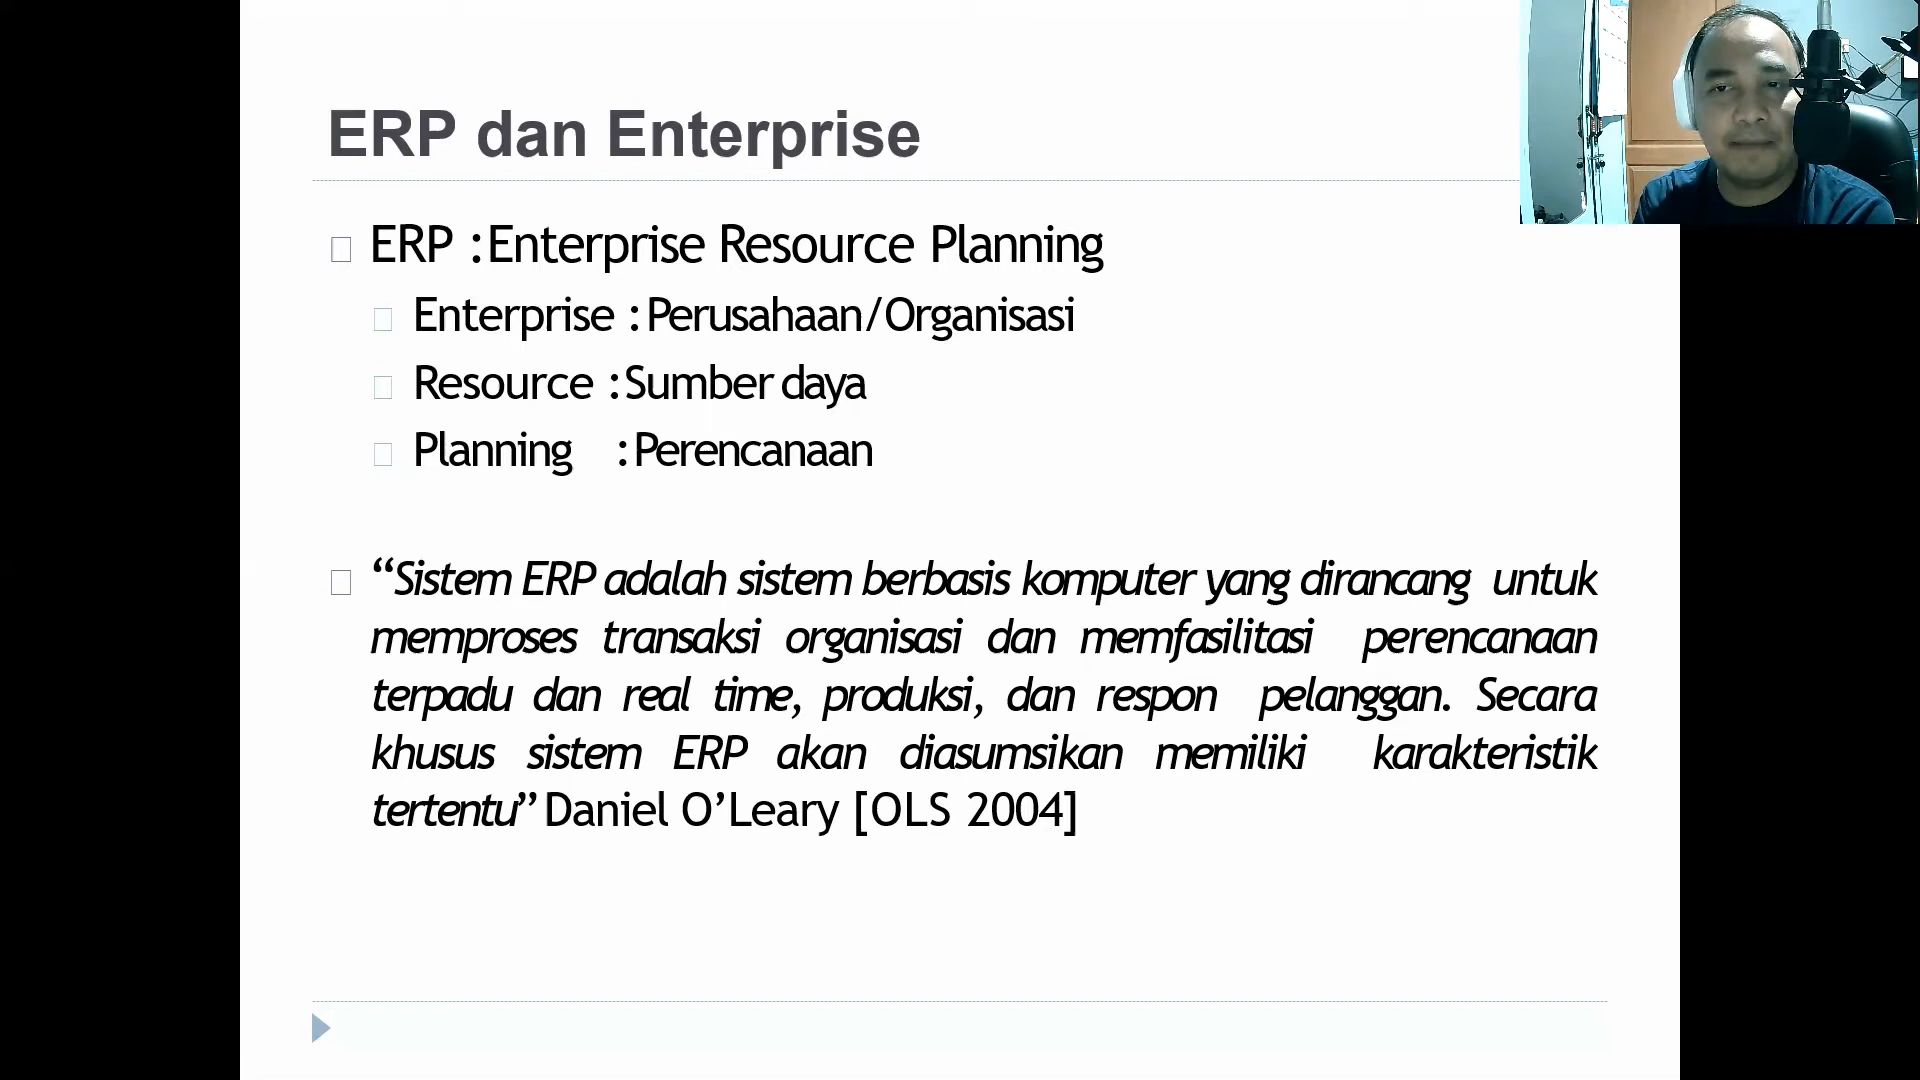 ERP dan Enterprise
ERP : Enterprise Resource Planning
Enterprise : Perusahaan/Organisasi
Resource : Sumber daya
Planning : Perencanaan
“Sistem ERP adalah sistem berbasis komputer yang dirancang untuk
memproses transaksi organisasi dan memfasilitasi perencanaan
terpadu dan real time, produksi, dan respon pelanggan. Secara
khusus sistem ERP akan diasumsikan memiliki karakteristik
tertentu” Daniel O’Leary [OLS 2004]